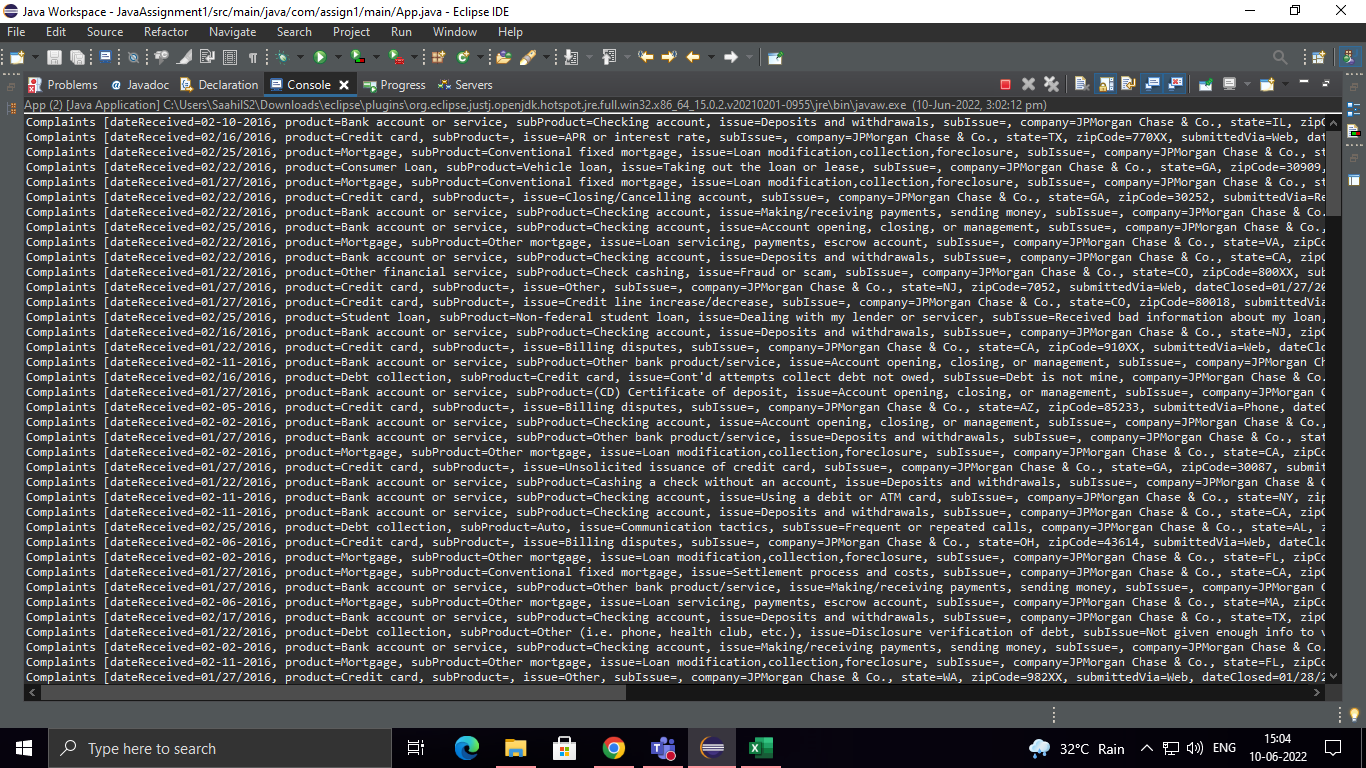 Java Workspace - JavaAssignment1/src/main/java/com/assign1/main/App.java - Eclipse IDE
File Edit Source Refactor Navigate Search Project Run Window Help
Problems Javadoc Declaration Console Progress Servers
App (2) [Java Application] C:\Users\SaahilS2\Downloads\eclipse\plugins\org.eclipse.justj.openjdk.hotspot.jre.full.win32.x86_64_15.0.2.v20210201-0955\jre\bin\javaw.exe (10-Jun-2022, 3:02:12 pm)
Complaints [dateReceived=02-10-2016, product=Bank account or service, subProduct=Checking account, issue=Deposits and withdrawals, subIssue=, company=JPMorgan Chase & Co., state=IL, zipC
Complaints [dateReceived=02/16/2016, product=Credit card, subProduct=, issue=APR or interest rate, subIssue=, company=JPMorgan Chase & Co., state=TX, zipCode=770XX, submittedVia=Web, dat
Complaints [dateReceived=02/25/2016, product=Mortgage, subProduct=Conventional fixed mortgage, issue=Loan modification,collection,foreclosure, subIssue=, company=JPMorgan Chase & Co., st
Complaints [dateReceived=02/22/2016, product=Consumer Loan, subProduct=Vehicle loan, issue=Taking out the loan or lease, subIssue=, company=JPMorgan Chase & Co., state=GA, zipCode=30909,
Complaints [dateReceived=01/27/2016, product=Mortgage, subProduct=Conventional fixed mortgage, issue=Loan modification,collection,foreclosure, subIssue=, company=JPMorgan Chase & Co., st
Complaints [dateReceived=02/22/2016, product=Credit card, subProduct=, issue=Closing/Cancelling account, subIssue=, company=JPMorgan Chase & Co., state=GA, zipCode=30252, submittedVia=Re
Complaints [dateReceived=02/22/2016, product=Bank account or service, subProduct=Checking account, issue=Making/receiving payments, sending money, subIssue=, company=JPMorgan Chase & Co.
Complaints [dateReceived=02/25/2016, product=Bank account or service, subProduct=Checking account, issue=Account opening, closing, or management, subIssue=, company=JPMorgan Chase & Co.,
Complaints [dateReceived=02/22/2016, product=Mortgage, subProduct=Other mortgage, issue=Loan servicing, payments, escrow account, subIssue=, company=JPMorgan Chase & Co., state=VA, zipCo
Complaints [dateReceived=02/22/2016, product=Bank account or service, subProduct=Checking account, issue=Deposits and withdrawals, subIssue=, company=JPMorgan Chase & Co., state=CA, zipC
Complaints [dateReceived=01/22/2016, product=Other financial service, subProduct=Check cashing, issue=Fraud or scam, subIssue=, company=JPMorgan Chase & Co., state=CO, zipCode=800XX, sub
Complaints [dateReceived=01/27/2016, product=Credit card, subProduct=, issue=Other, subIssue=, company=JPMorgan Chase & Co., state=NJ, zipCode=7052, submittedVia=Web, dateClosed=01/27/20
Complaints [dateReceived=01/27/2016, product=Credit card, subProduct=, issue=Credit line increase/decrease, subIssue=, company=JPMorgan Chase & Co., state=CO, zipCode=80018, submittedVia
Complaints [dateReceived=02/25/2016, product=Student loan, subProduct=Non-federal student loan, issue=Dealing with my lender or servicer, subIssue=Received bad information about my loan,
Complaints [dateReceived=02/16/2016, product=Bank account or service, subProduct=Checking account, issue=Deposits and withdrawals, subIssue=, company=JPMorgan Chase & Co., state=NJ, zipC
Complaints [dateReceived=01/22/2016, product=Credit card, subProduct=, issue=Billing disputes, subIssue=, company=JPMorgan Chase & Co., state=CA, zipCode=910XX, submittedVia=Web, dateClo
Complaints [dateReceived=02-11-2016, product=Bank account or service, subProduct=Other bank product/service, issue=Account opening, closing, or management, subIssue=, company=JPMorgan Ch
Complaints [dateReceived=02/16/2016, product=Debt collection, subProduct=Credit card, issue=Cont'd attempts collect debt not owed, subIssue=Debt is not mine, company=JPMorgan Chase & Co.
Complaints [dateReceived=01/27/2016, product=Bank account or service, subProduct=(CD) Certificate of deposit, issue=Account opening, closing, or management, subIssue=, company=JPMorgan C
Complaints [dateReceived=02-05-2016, product=Credit card, subProduct=, issue=Billing disputes, subIssue=, company=JPMorgan Chase & Co., state=AZ, zipCode=85233, submittedVia=Phone, dateC
Complaints [dateReceived=02-02-2016, product=Bank account or service, subProduct=Checking account, issue=Account opening, closing, or management, subIssue=, company=JPMorgan Chase & Co.,
Complaints [dateReceived=01/27/2016, product=Bank account or service, subProduct=Other bank product/service, issue=Deposits and withdrawals, subIssue=, company=JPMorgan Chase & Co., stat
Complaints [dateReceived=02-02-2016, product=Mortgage, subProduct=Other mortgage, issue=Loan modification,collection,foreclosure, subIssue=, company=JPMorgan Chase & Co., state=CA, zipCo
Complaints [dateReceived=01/27/2016, product=Credit card, subProduct=, issue=Unsolicited issuance of credit card, subIssue=, company=JPMorgan Chase & Co., state=GA, zipCode=30087, submit
Complaints [dateReceived=01/22/2016, product=Bank account or service, subProduct=Cashing a check without an account, issue=Deposits and withdrawals, subIssue=, company=JPMorgan Chase & C
Complaints [dateReceived=02-11-2016, product=Bank account or service, subProduct=Checking account, issue=Using a debit or ATM card, subIssue=, company=JPMorgan Chase & Co., state=NY, zip
Complaints [dateReceived=02-11-2016, product=Bank account or service, subProduct=Checking account, issue=Deposits and withdrawals, subIssue=, company=JPMorgan Chase & Co., state=CA, zipC
Complaints [dateReceived=02/25/2016, product=Debt collection, subProduct=Auto, issue=Communication tactics, subIssue=Frequent or repeated calls, company=JPMorgan Chase & Co., state=AL, z
Complaints [dateReceived=02-06-2016, product=Credit card, subProduct=, issue=Billing disputes, subIssue=, company=JPMorgan Chase & Co., state=OH, zipCode=43614, submittedVia=Web, dateClo
Complaints [dateReceived=02-02-2016, product=Mortgage, subProduct=Other mortgage, issue=Loan modification,collection,foreclosure, subIssue=, company=JPMorgan Chase & Co., state=FL, zipCo
Complaints [dateReceived=01/27/2016, product=Mortgage, subProduct=Conventional fixed mortgage, issue=Settlement process and costs, subIssue=, company=JPMorgan Chase & Co., state=CA, zipC
Complaints [dateReceived=01/27/2016, product=Bank account or service, subProduct=Other bank product/service, issue=Making/receiving payments, sending money, subIssue=, company=JPMorgan C
Complaints [dateReceived=02-06-2016, product=Mortgage, subProduct=Other mortgage, issue=Loan servicing, payments, escrow account, subIssue=, company=JPMorgan Chase & Co., state=MA, zipCo
Complaints [dateReceived=02/17/2016, product=Bank account or service, subProduct=Checking account, issue=Deposits and withdrawals, subIssue=, company=JPMorgan Chase & Co., state=TX, zipC
Complaints [dateReceived=01/22/2016, product=Debt collection, subProduct=Other (i.e. phone, health club, etc.), issue=Disclosure verification of debt, subIssue=Not given enough info to v
Complaints [dateReceived=02-02-2016, product=Bank account or service, subProduct=Checking account, issue=Making/receiving payments, sending money, subIssue=, company=JPMorgan Chase & Co.
Complaints [dateReceived=02-11-2016, product=Mortgage, subProduct=Other mortgage, issue=Loan modification,collection,foreclosure, subIssue=, company=JPMorgan Chase & Co., state=FL, zipCo
Complaints [dateReceived=01/27/2016, product=Credit card, subProduct=, issue=Other, subIssue=, company=JPMorgan Chase & Co., state=WA, zipCode=982XX, submittedVia=Web, dateClosed=01/28/2
Type here to search
32°C Rain
ENG
15:04
10-06-2022